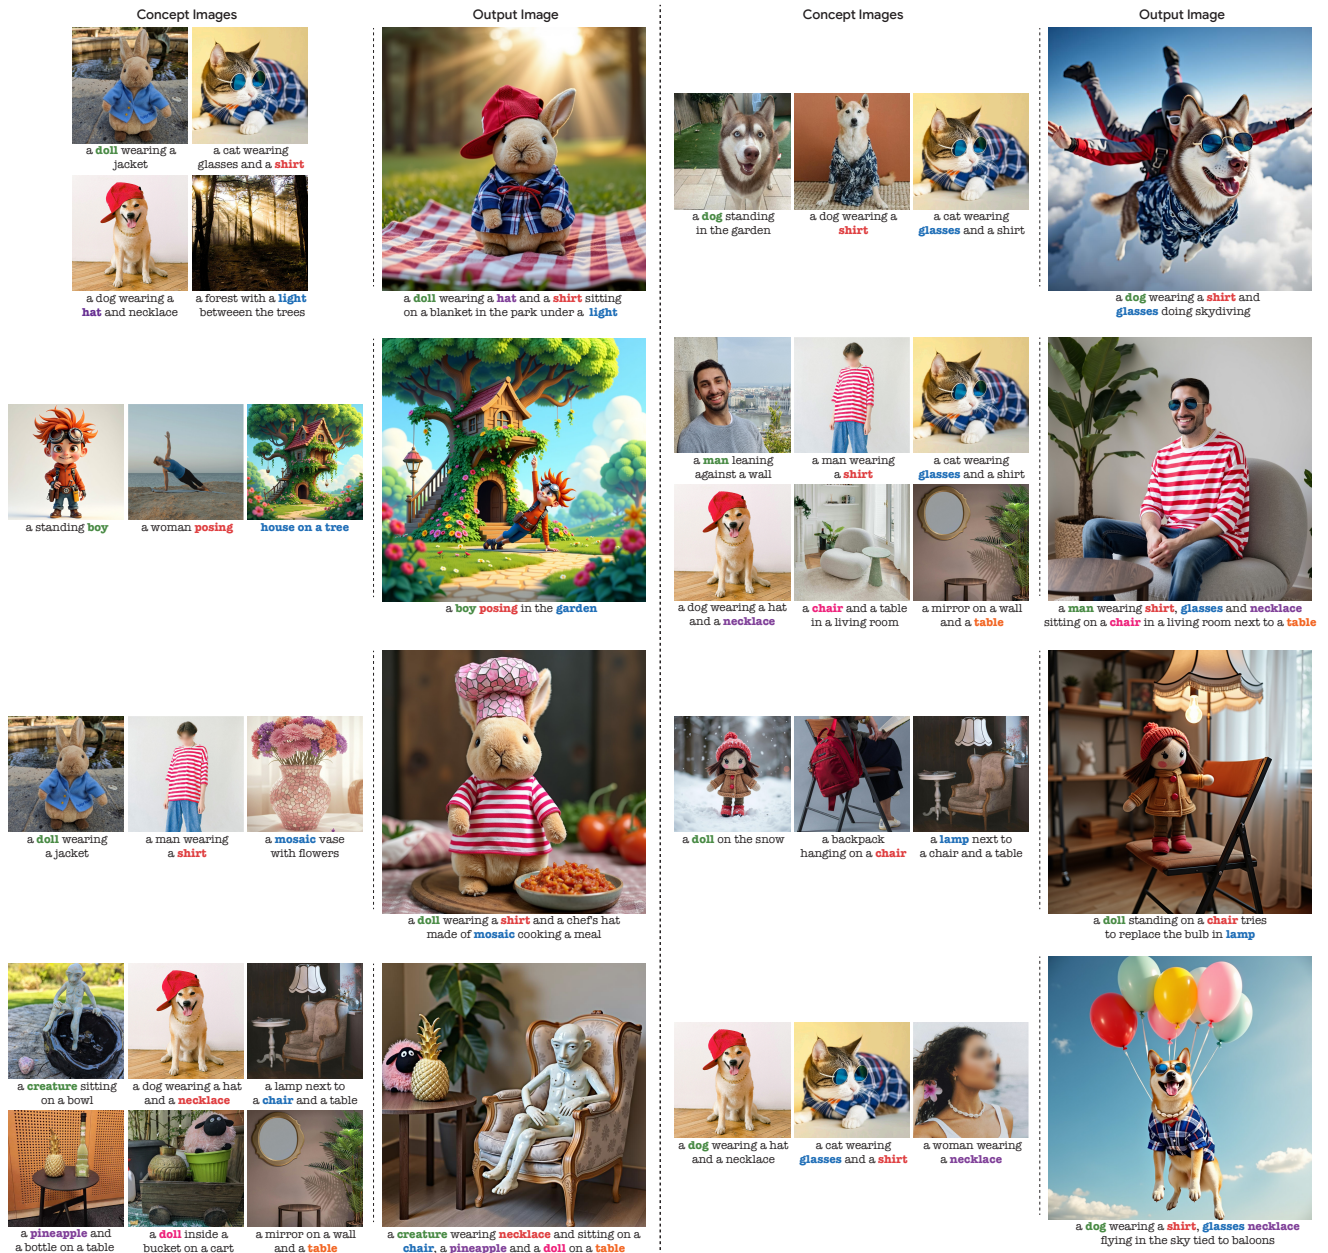 Concept Images
Output Image
a doll wearing a
jacket
a cat wearing
glasses and a shirt
a dog wearing a
hat and necklace
a forest with a light
betweeen the trees
a doll wearing a hat and a shirt sitting
on a blanket in the park under a light
a standing boy
a woman posing
house on a tree
a boy posing in the garden
a doll wearing
a jacket
a man wearing
a shirt
a mosaic vase
with flowers
a doll wearing a shirt and a chef's hat
made of mosaic cooking a meal
a creature sitting
on a bowl
a dog wearing a hat
and a necklace
a lamp next to
a chair and a table
a pineapple and
a bottle on a table
a doll inside a
bucket on a cart
a mirror on a wall
and a table
a creature wearing necklace and sitting on a
chair, a pineapple and a doll on a table
Concept Images
Output Image
a dog standing
in the garden
a dog wearing a
shirt
a cat wearing
glasses and a shirt
a dog wearing a shirt and
glasses doing skydiving
a man leaning
against a wall
a man wearing
a shirt
a cat wearing
glasses and a shirt
a dog wearing a hat
and a necklace
a chair and a table
in a living room
a mirror on a wall
and a table
a man wearing shirt, glasses and necklace
sitting on a chair in a living room next to a table
a doll on the snow
a backpack
hanging on a chair
a lamp next to
a chair and a table
a doll standing on a chair tries
to replace the bulb in lamp
a dog wearing a hat
and a necklace
a cat wearing
glasses and a shirt
a woman wearing
a necklace
a dog wearing a shirt, glasses necklace
flying in the sky tied to baloons